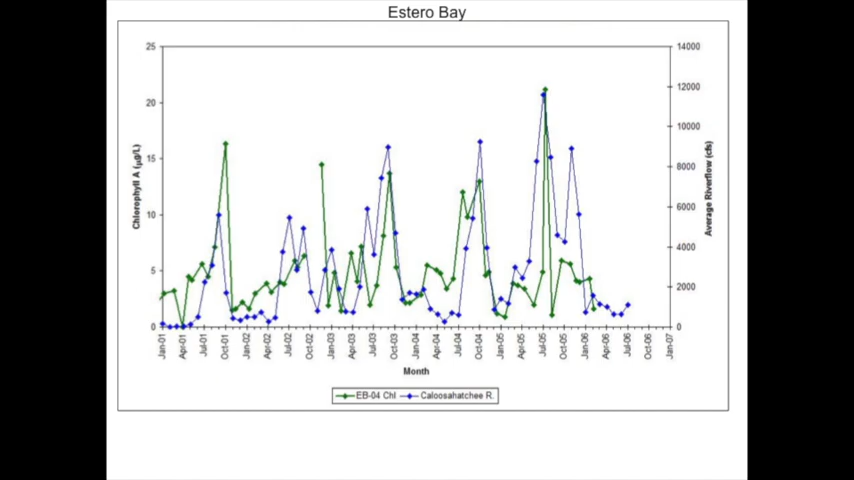 Estero Bay
25
20
15
10
5
0
Chlorophyll A (µg/L)
14000
12000
10000
8000
6000
4000
2000
0
Average Riverflow (cfs)
Jan-01 Apr-01 Jul-01 Oct-01 Jan-02 Apr-02 Jul-02 Oct-02 Jan-03 Apr-03 Jul-03 Oct-03 Jan-04 Apr-04 Jul-04 Oct-04 Jan-05 Apr-05 Jul-05 Oct-05 Jan-06 Apr-06 Jul-06 Oct-06 Jan-07
Month
EB-04 Chl Caloosahatchee R.